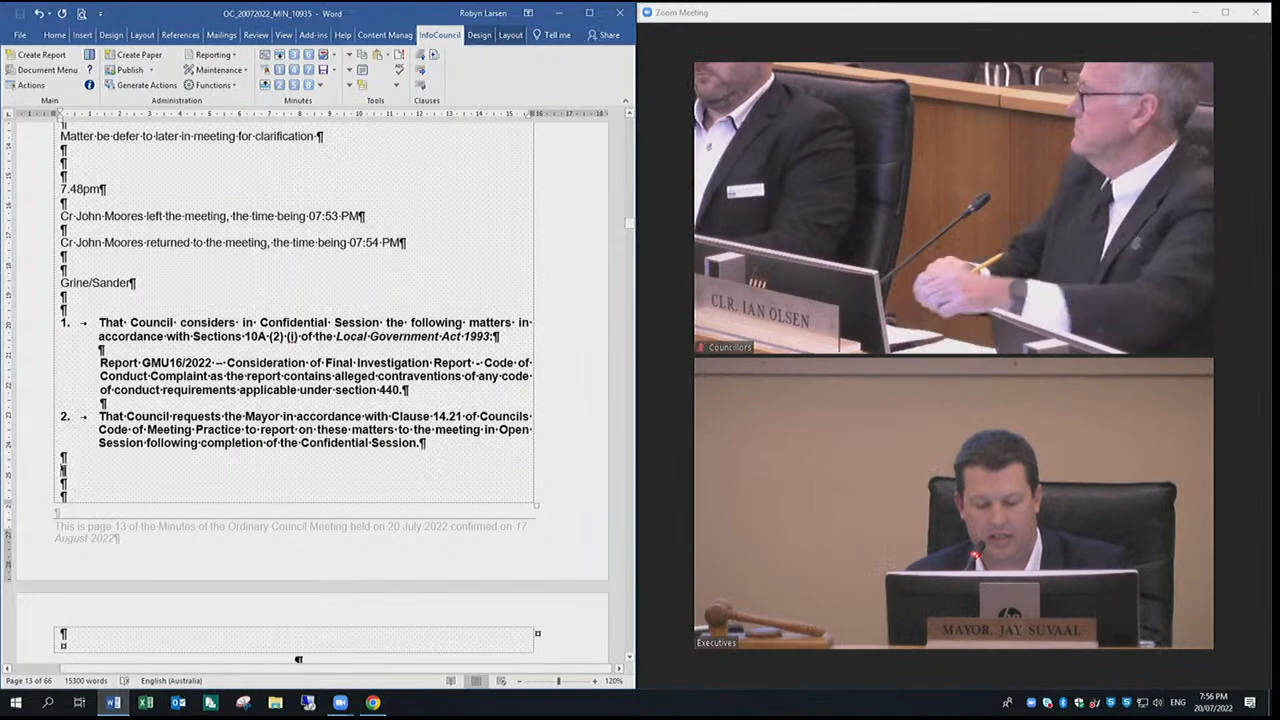 OC_20072022_MIN_10935 - Word
Robyn Larsen
Zoom Meeting
File Home Insert Design Layout References Mailings Review View Add-ins Help Content Manag InfoCouncil Design Layout Tell me Share
Create Report Create Paper Reporting
Document Menu Publish Maintenance
Actions Generate Actions Functions
Main Administration Minutes Tools Clauses
Matter be defer to later in meeting for clarification
7.48pm
Cr John Moores left the meeting, the time being 07:53 PM
Cr John Moores returned to the meeting, the time being 07:54 PM
Grine/Sander
1. That Council considers in Confidential Session the following matters in
accordance with Sections 10A (2) (i) of the Local Government Act 1993:
Report GMU16/2022 – Consideration of Final Investigation Report - Code of
Conduct Complaint as the report contains alleged contraventions of any code
of conduct requirements applicable under section 440.
2. That Council requests the Mayor in accordance with Clause 14.21 of Councils
Code of Meeting Practice to report on these matters to the meeting in Open
Session following completion of the Confidential Session.
This is page 13 of the Minutes of the Ordinary Council Meeting held on 20 July 2022 confirmed on 17
August 2022
CLR. IAN OLSEN
Councillors
hp
MAYOR. JAY SUVAAL
Executives
Page 13 of 66 15300 words English (Australia) 120%
ENG
7:56 PM
20/07/2022